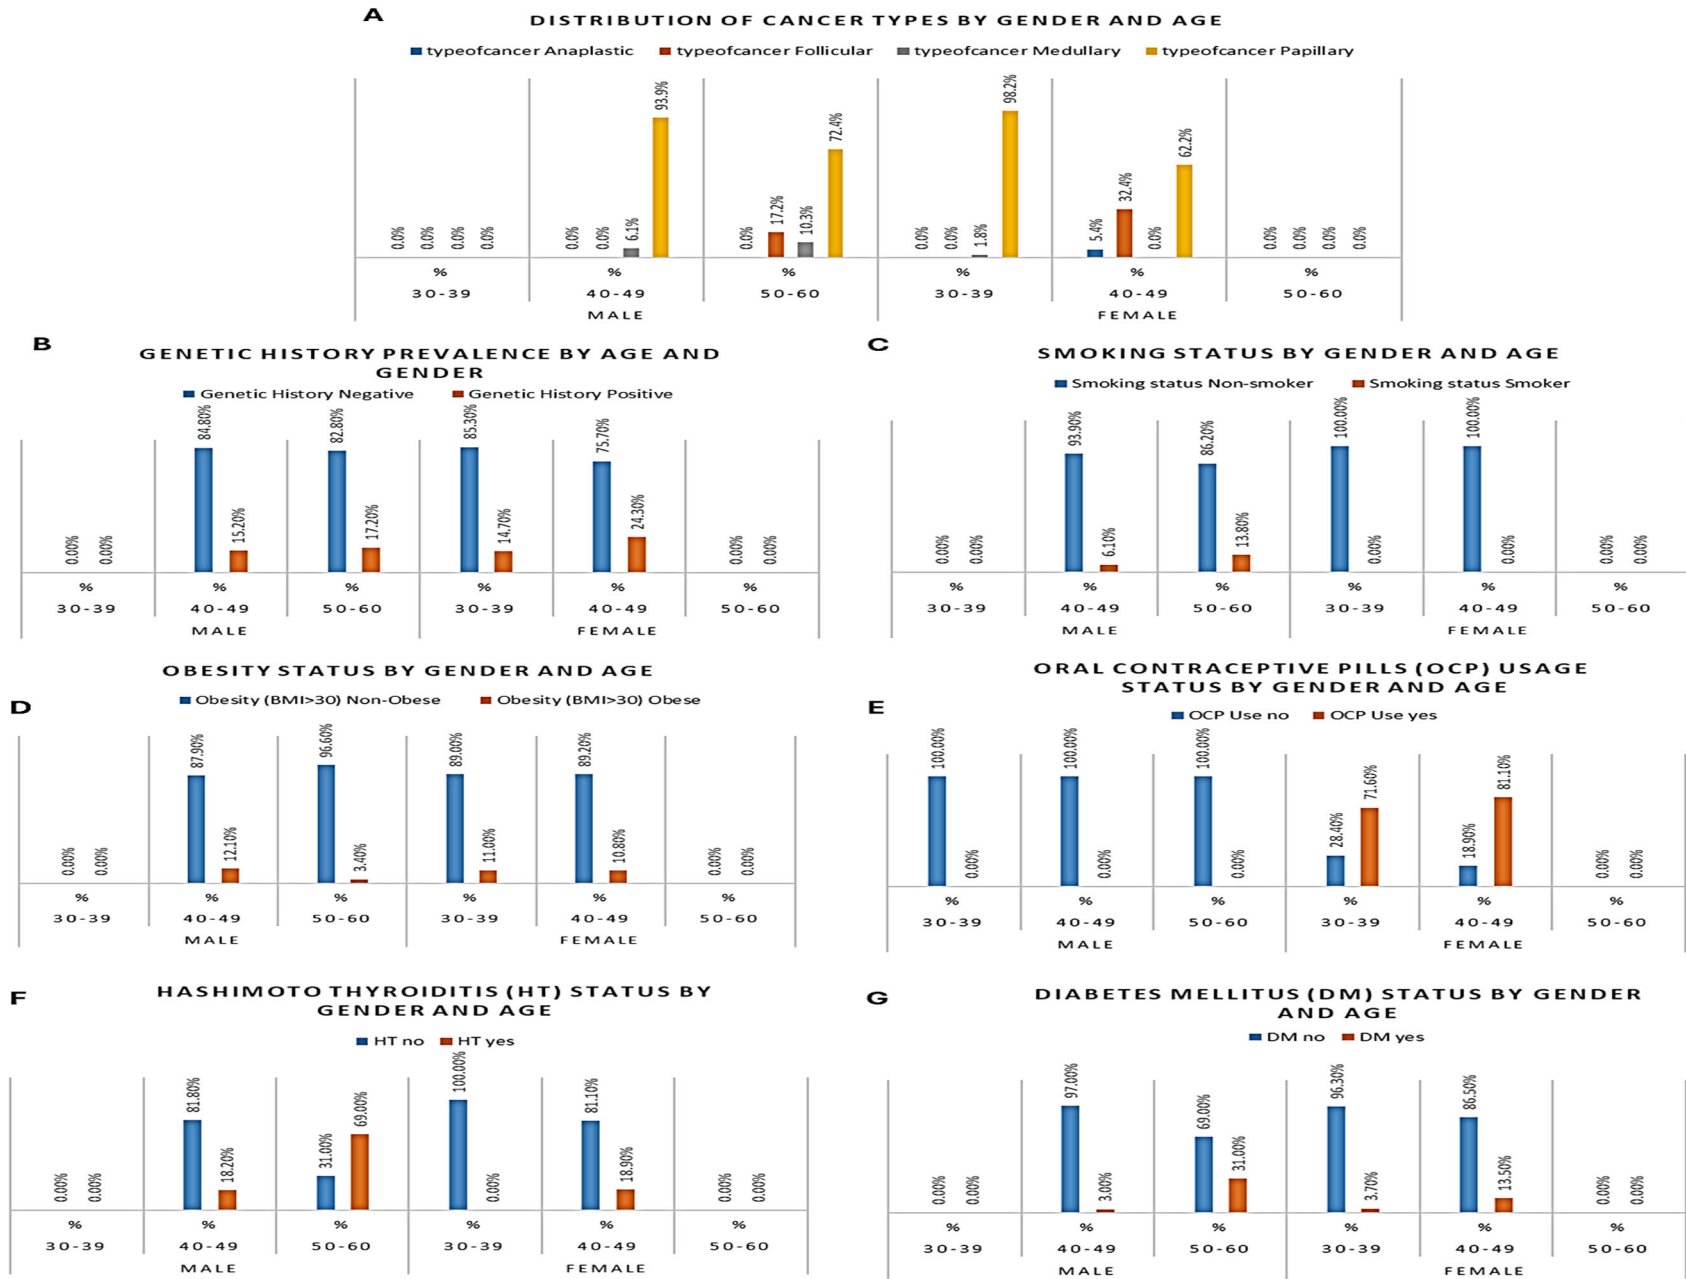 A
DISTRIBUTION OF CANCER TYPES BY GENDER AND AGE
typeofcancer Anaplastic typeofcancer Follicular typeofcancer Medullary typeofcancer Papillary
0.0% 0.0% 0.0% 0.0% 0.0% 0.0% 6.1% 93.9% 0.0% 17.2% 10.3% 72.4% 0.0% 0.0% 1.8% 98.2% 5.4% 32.4% 0.0% 62.2% 0.0% 0.0% 0.0% 0.0%
% % % % % %
30-39 40-49 50-60 30-39 40-49 50-60
MALE FEMALE
B
GENETIC HISTORY PREVALENCE BY AGE AND
GENDER
Genetic History Negative Genetic History Positive
0.00% 0.00% 84.80% 15.20% 82.80% 17.20% 85.30% 14.70% 75.70% 24.30% 0.00% 0.00%
% % % % % %
30-39 40-49 50-60 30-39 40-49 50-60
MALE FEMALE
C
SMOKING STATUS BY GENDER AND AGE
Smoking status Non-smoker Smoking status Smoker
0.00% 0.00% 93.90% 6.10% 86.20% 13.80% 100.00% 0.00% 100.00% 0.00% 0.00% 0.00%
% % % % % %
30-39 40-49 50-60 30-39 40-49 50-60
MALE FEMALE
D
OBESITY STATUS BY GENDER AND AGE
Obesity (BMI>30) Non-Obese Obesity (BMI>30) Obese
0.00% 0.00% 87.90% 12.10% 96.60% 3.40% 89.00% 11.00% 89.20% 10.80% 0.00% 0.00%
% % % % % %
30-39 40-49 50-60 30-39 40-49 50-60
MALE FEMALE
E
ORAL CONTRACEPTIVE PILLS (OCP) USAGE
STATUS BY GENDER AND AGE
OCP Use no OCP Use yes
100.00% 0.00% 100.00% 0.00% 100.00% 0.00% 28.40% 71.60% 18.90% 81.10% 0.00% 0.00%
% % % % % %
30-39 40-49 50-60 30-39 40-49 50-60
MALE FEMALE
F
HASHIMOTO THYROIDITIS (HT) STATUS BY
GENDER AND AGE
HT no HT yes
0.00% 0.00% 81.80% 18.20% 31.00% 69.00% 100.00% 0.00% 81.10% 18.90% 0.00% 0.00%
% % % % % %
30-39 40-49 50-60 30-39 40-49 50-60
MALE FEMALE
G
DIABETES MELLITUS (DM) STATUS BY GENDER
AND AGE
DM no DM yes
0.00% 0.00% 97.00% 3.00% 69.00% 31.00% 96.30% 3.70% 86.50% 13.50% 0.00% 0.00%
% % % % % %
30-39 40-49 50-60 30-39 40-49 50-60
MALE FEMALE